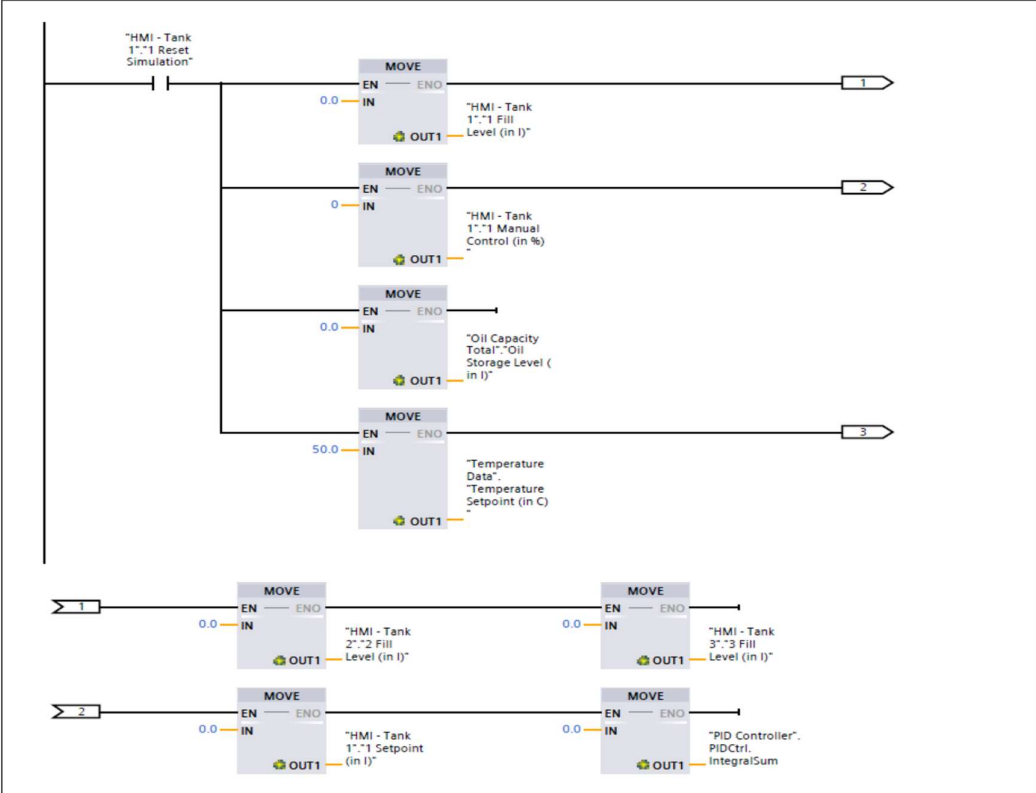 "HMI - Tank
1"."1 Reset
Simulation"
MOVE
EN ENO
0.0 IN
OUT1
"HMI - Tank
1"."1 Fill
Level (in l)"
1
MOVE
EN ENO
0 IN
OUT1
"HMI - Tank
1"."1 Manual
Control (in %)
"
2
MOVE
EN ENO
0.0 IN
OUT1
"Oil Capacity
Total"."Oil
Storage Level (
in l)"
MOVE
EN ENO
50.0 IN
OUT1
"Temperature
Data".
"Temperature
Setpoint (in C)
"
3
1
MOVE
EN ENO
0.0 IN
OUT1
"HMI - Tank
2"."2 Fill
Level (in l)"
MOVE
EN ENO
0.0 IN
OUT1
"HMI - Tank
3"."3 Fill
Level (in l)"
2
MOVE
EN ENO
0.0 IN
OUT1
"HMI - Tank
1"."1 Setpoint
(in l)"
MOVE
EN ENO
0.0 IN
OUT1
"PID Controller".
PIDCtrl.
IntegralSum